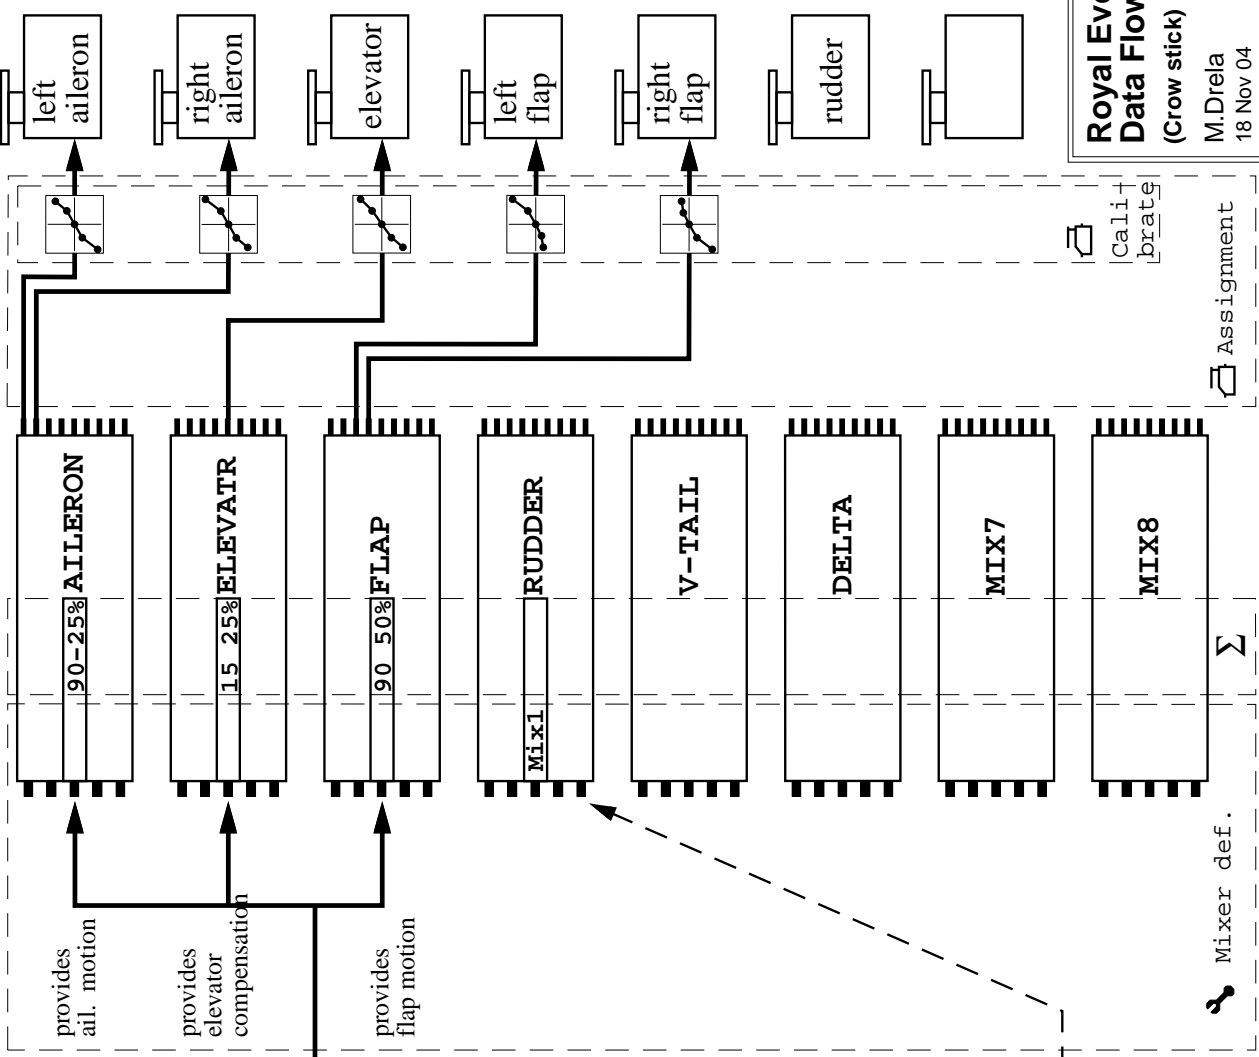 left
aileron
right
aileron
elevator
left
flap
right
flap
rudder
Data Flow
(Crow stick)
M.Drela
18 Nov 04
Cali-
brate
Assignment
90-25% AILERON
15 25% ELEVATR
90 50% FLAP
Mix1 RUDDER
V-TAIL
DELTA
MIX7
MIX8
Σ
provides
ail. motion
provides
elevator
compensation
provides
flap motion
Mixer def.
Royal Evo